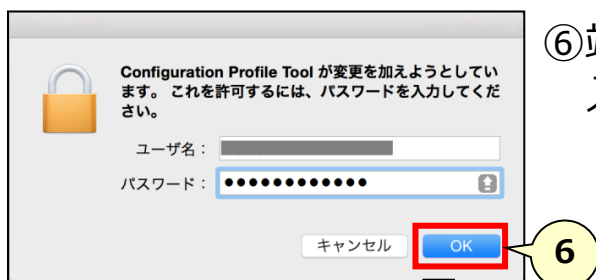 Configuration Profile Tool が変更を加えようとしてい
ます。 これを許可するには、パスワードを入力してくだ
さい。
ユーザ名：
パスワード： ●●●●●●●●●●●●
キャンセル OK
6
⑥